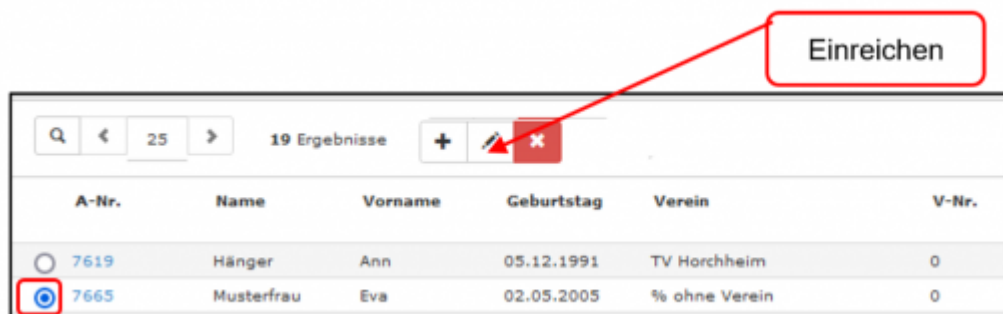 Einreichen
25 19 Ergebnisse
A-Nr. Name Vorname Geburtstag Verein V-Nr.
7619 Hänger Ann 05.12.1991 TV Horchheim 0
7665 Musterfrau Eva 02.05.2005 % ohne Verein 0